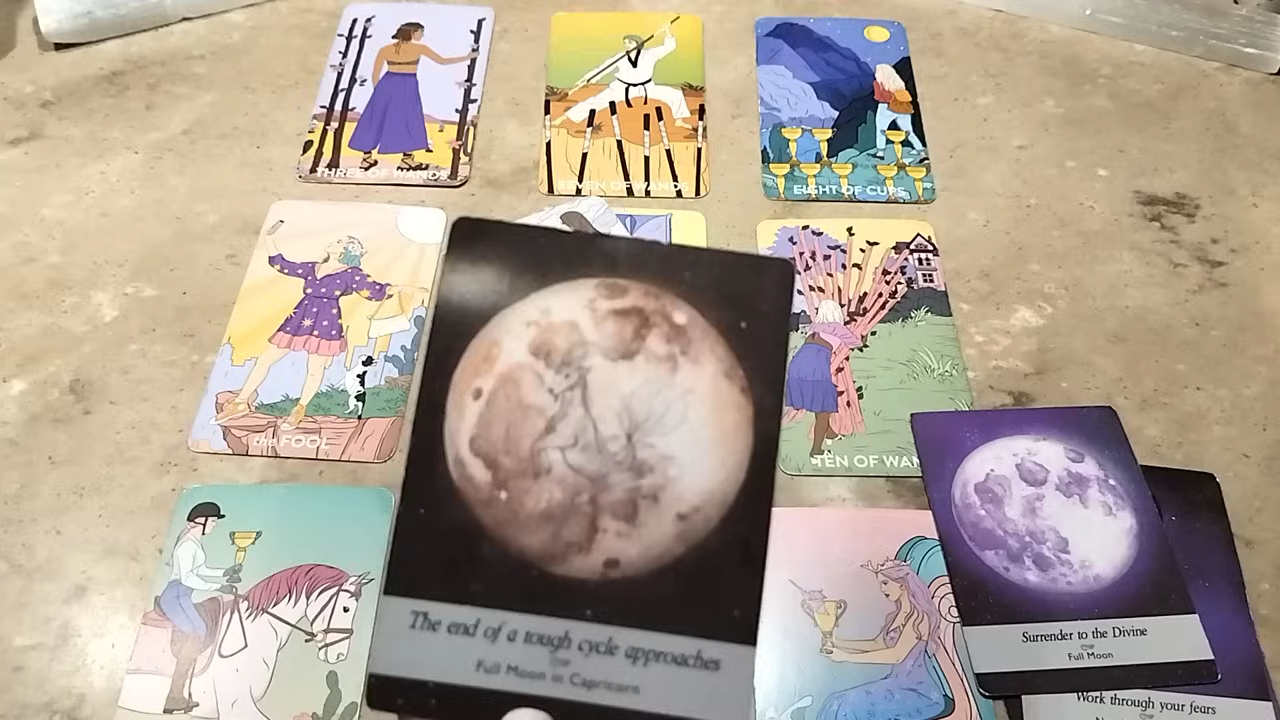 THREE OF WANDS
SEVEN OF WANDS
EIGHT OF CUPS
the FOOL
TEN OF WAN
The end of a tough cycle approaches
Full Moon in Capricorn
Surrender to the Divine
Full Moon
Work through your fears